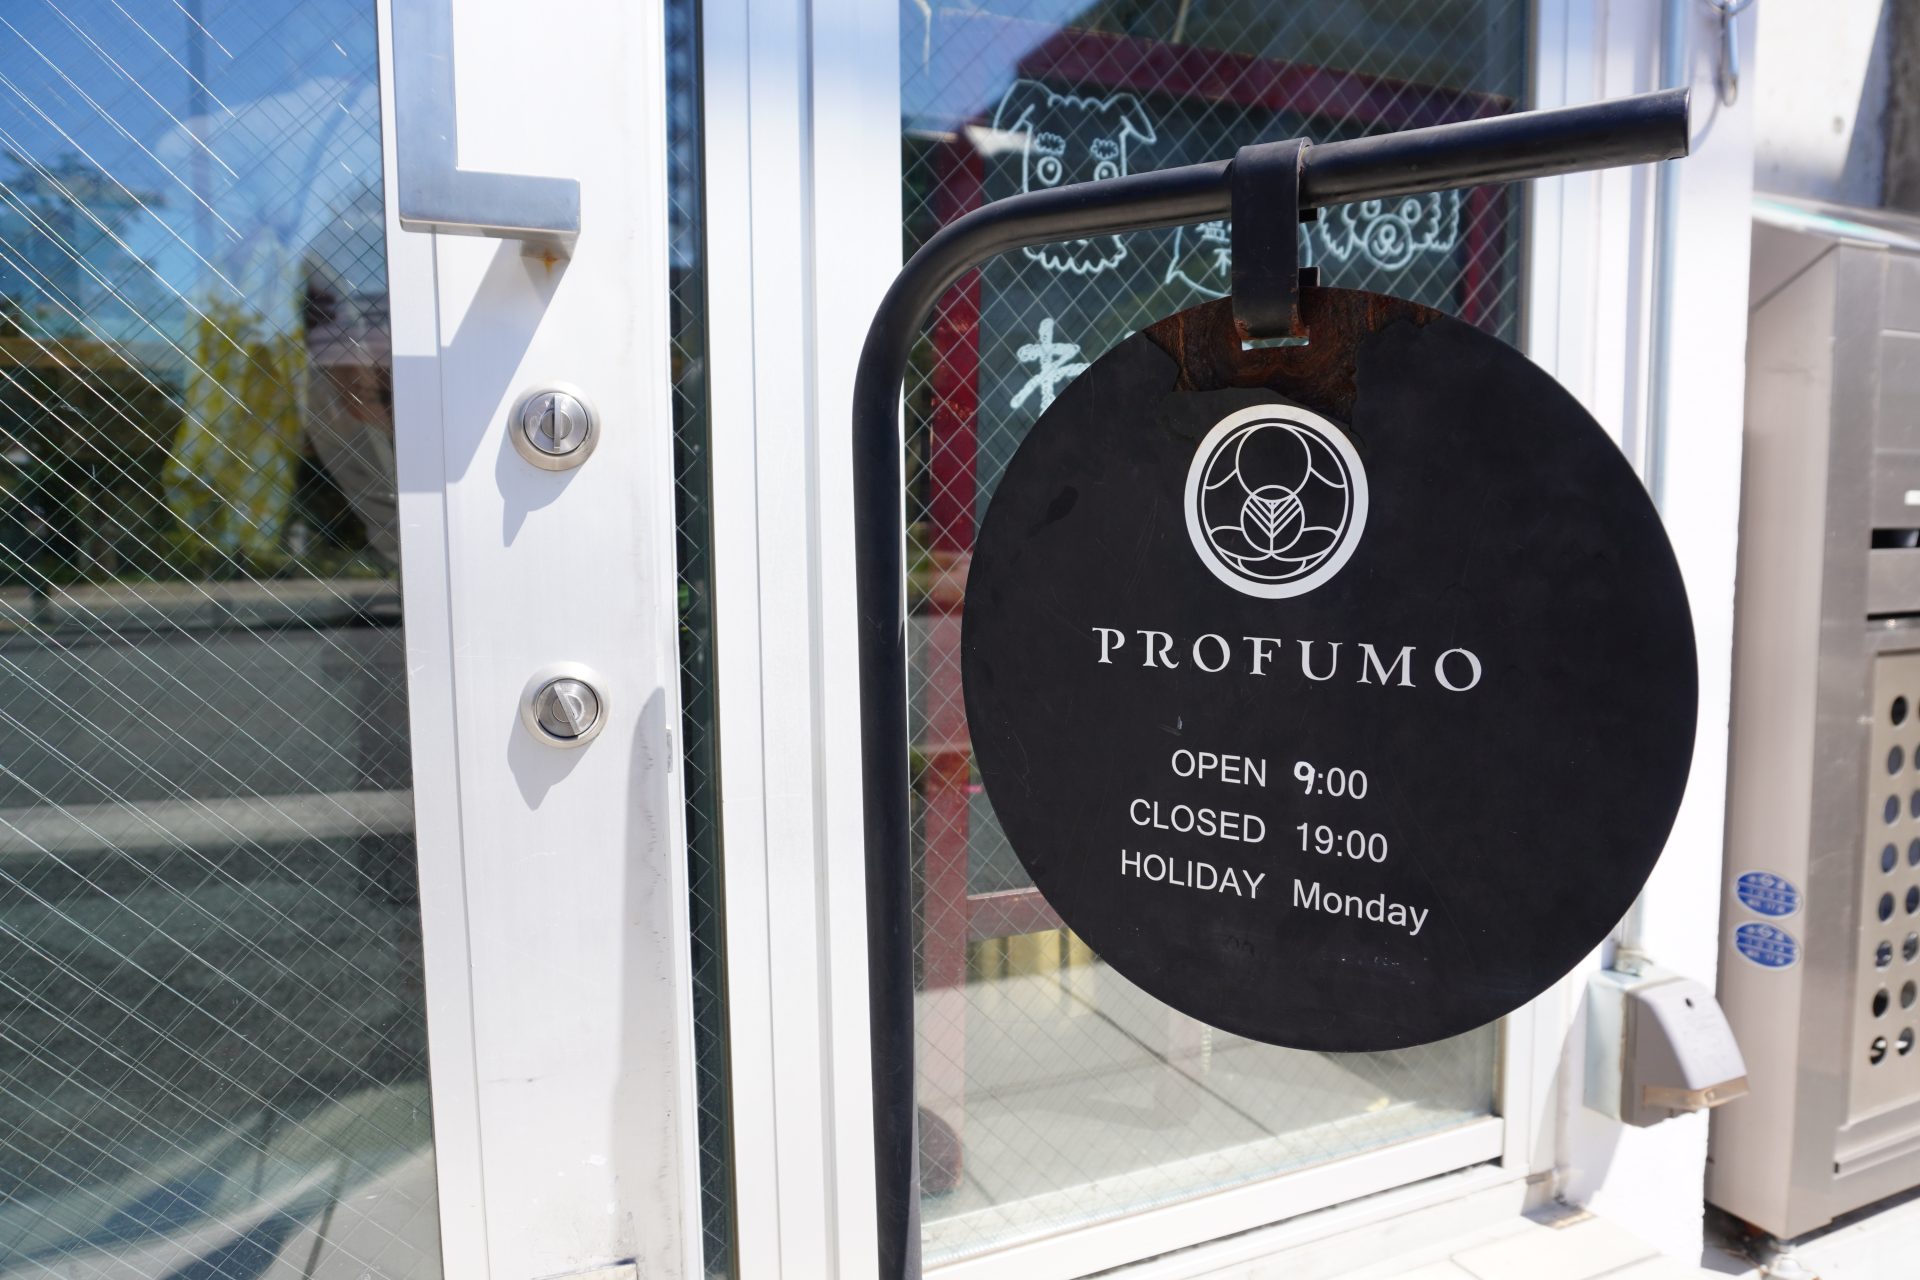 PROFUMO
OPEN 9:00
CLOSED 19:00
HOLIDAY Monday